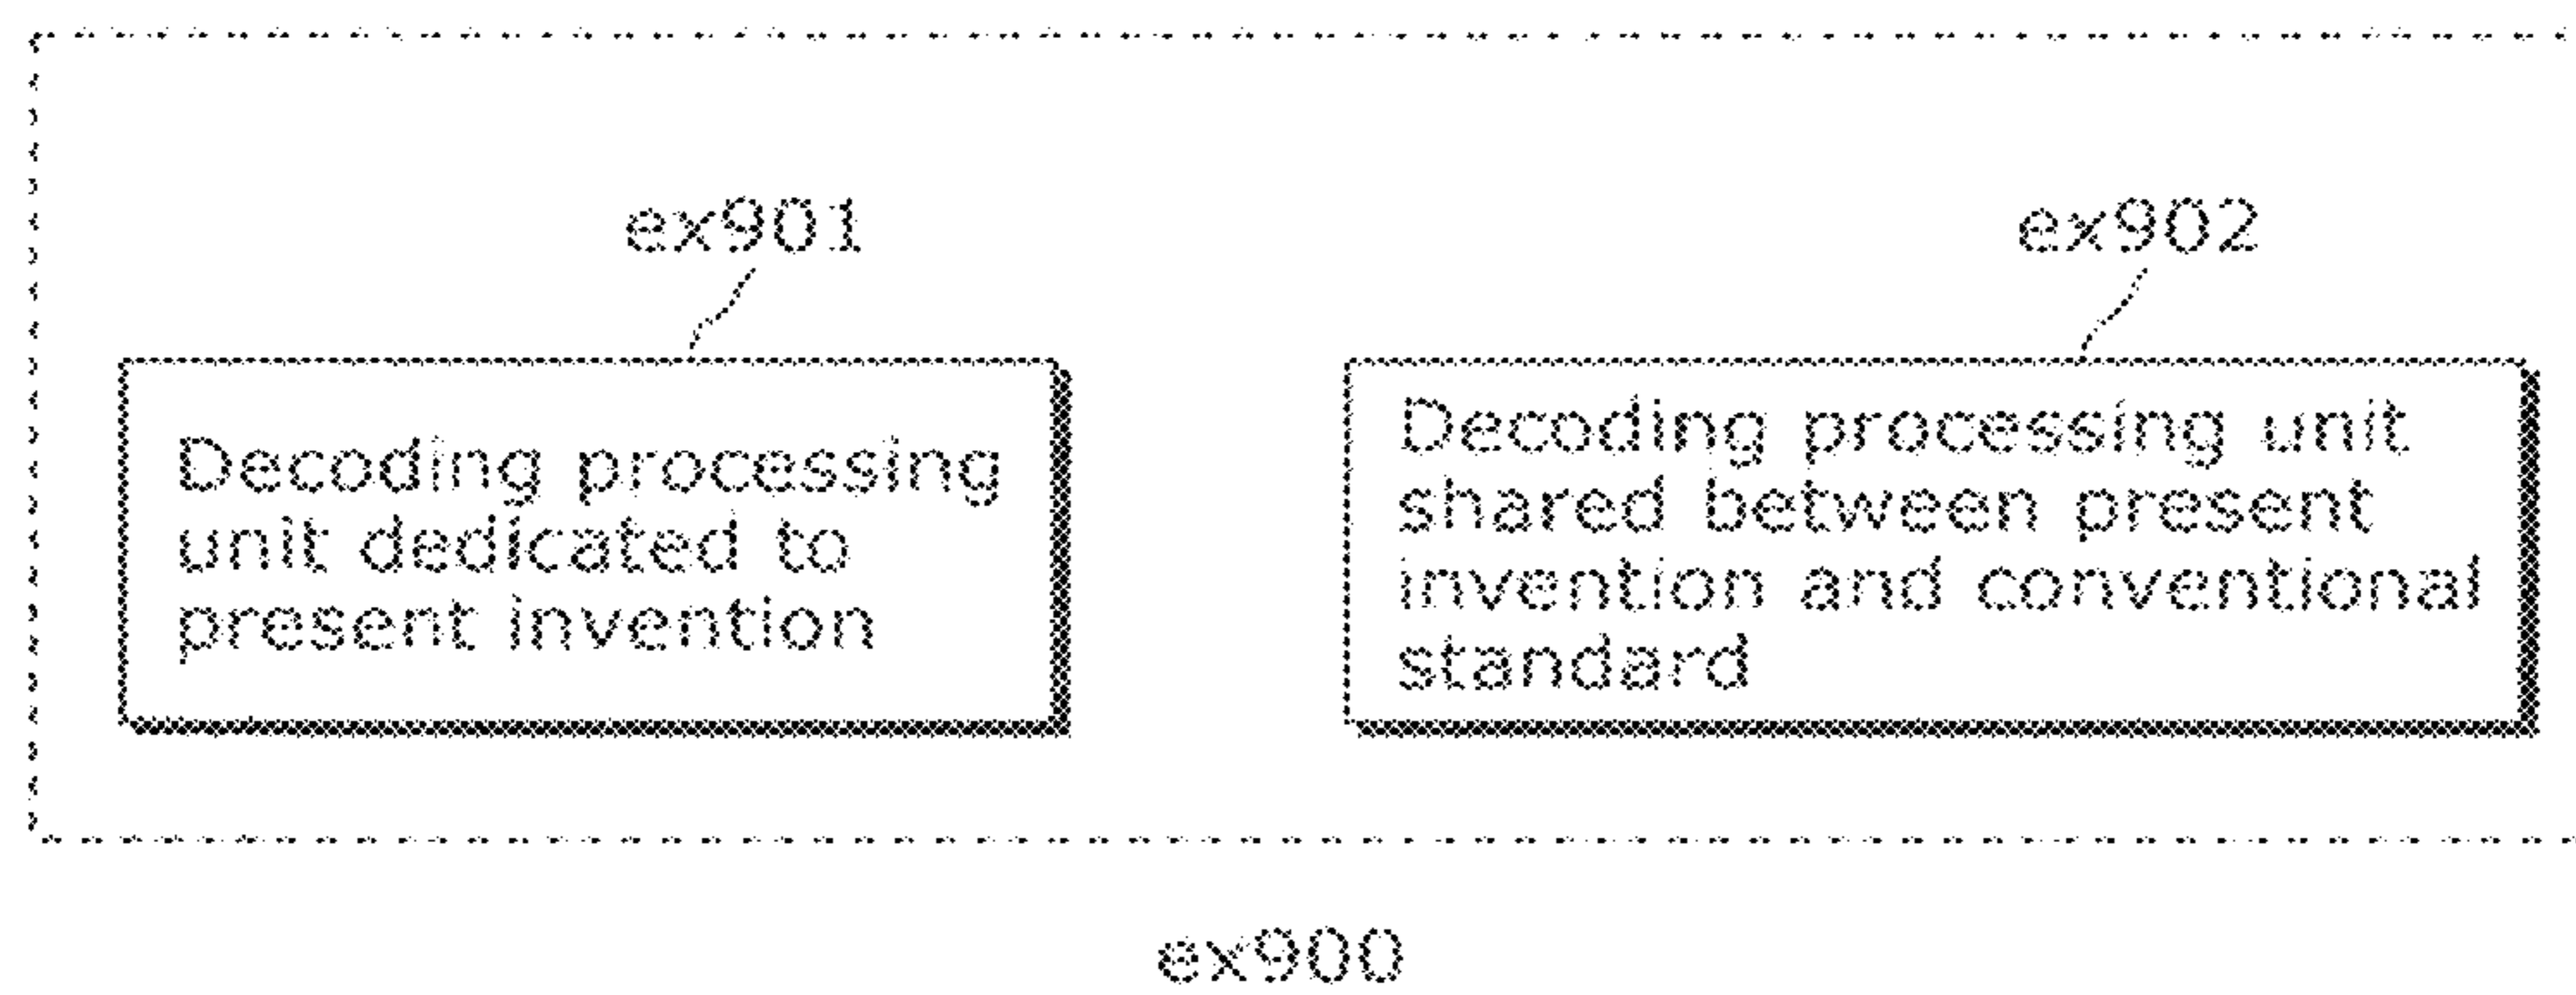 ex901
Decoding processing
unit dedicated to
present invention
ex902
Decoding processing unit
shared between present
invention and conventional
standard
ex900